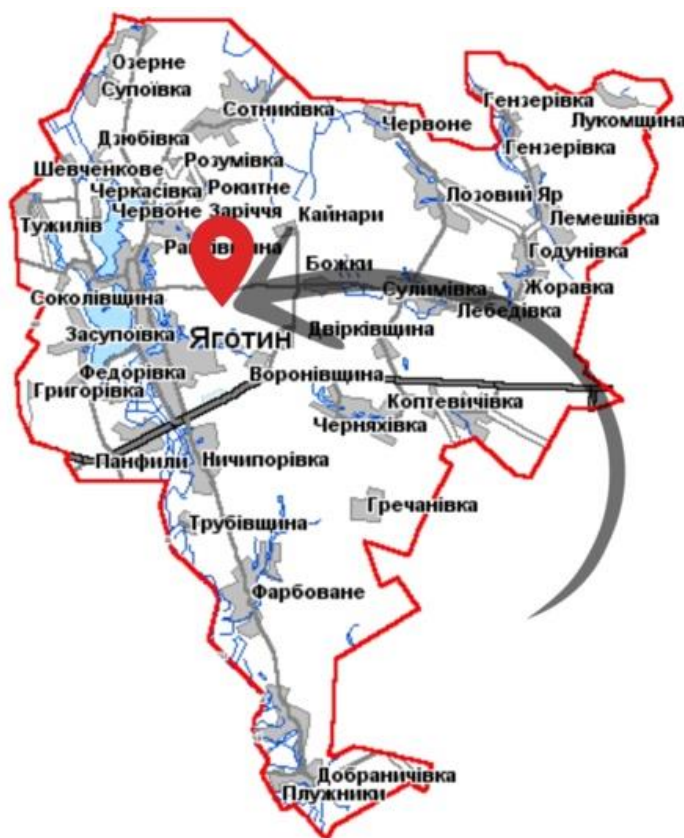 Озерне
Супоївка
Сотниківка
Червоне
Гензерівка
Лукомщина
Гензерівка
Дзюбівка
Розумівка
Шевченкове
Черкасівка
Рокитне
Лозовий Яр
Червоне Заріччя
Кайнари
Лемешівка
Тужилів
Годунівка
Божки
Жоравка
Соколівщина
Сулимівка
Лебедівка
Засупоївка
Яготин
Двірківщина
Федорівка
Воронівщина
Григорівка
Коптевичівка
Черняхівка
Панфили
Ничипорівка
Гречанівка
Трубівщина
Фарбоване
Добраничівка
Плужники